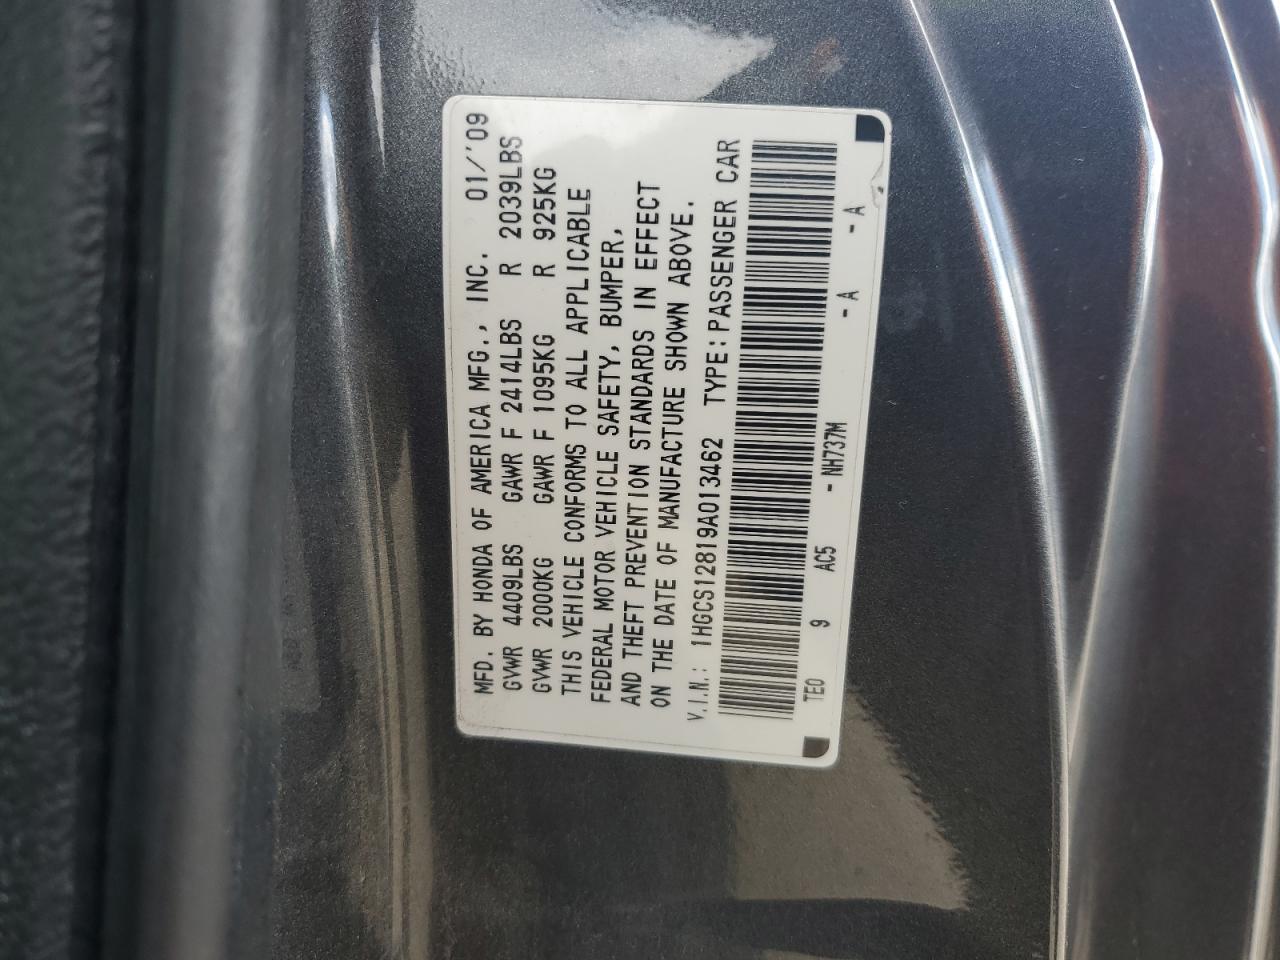 MFD. BY HONDA OF AMERICA MFG., INC. 01/'09
GVWR 4409LBS GAWR F 2414LBS R 2039LBS
GVWR 2000KG GAWR F 1095KG R 925KG
THIS VEHICLE CONFORMS TO ALL APPLICABLE
FEDERAL MOTOR VEHICLE SAFETY, BUMPER,
AND THEFT PREVENTION STANDARDS IN EFFECT
ON THE DATE OF MANUFACTURE SHOWN ABOVE.
V.I.N.: 1HGCS12819A013462 TYPE: PASSENGER CAR
TE0 9 AC5 - NH737M - A - A